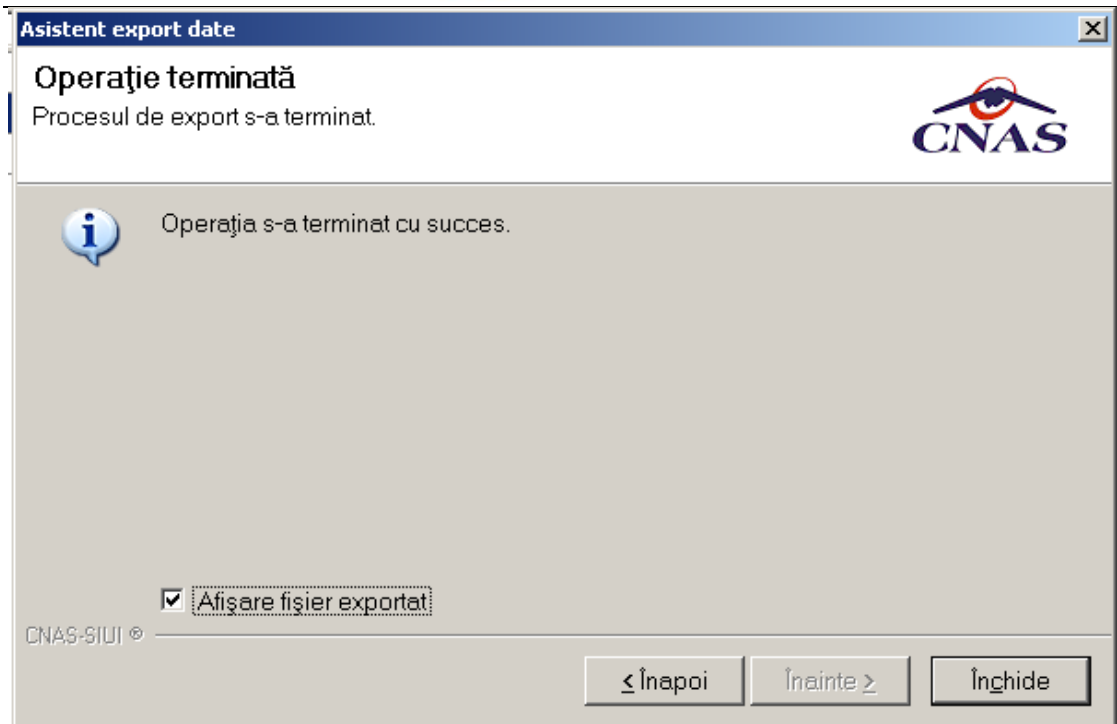 Asistent export date
Operaţie terminată
Procesul de export s-a terminat.
CNAS
Operaţia s-a terminat cu succes.
Afişare fişier exportat
CNAS-SIUI ®
< Înapoi
Înainte >
Închide